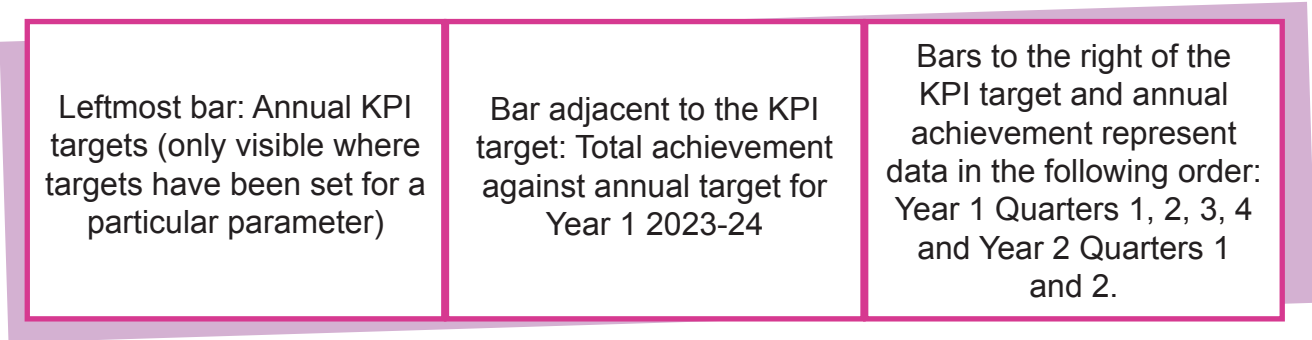 Leftmost bar: Annual KPI
targets (only visible where
targets have been set for a
particular parameter)
Bar adjacent to the KPI
target: Total achievement
against annual target for
Year 1 2023-24
Bars to the right of the
KPI target and annual
achievement represent
data in the following order:
Year 1 Quarters 1, 2, 3, 4
and Year 2 Quarters 1
and 2.